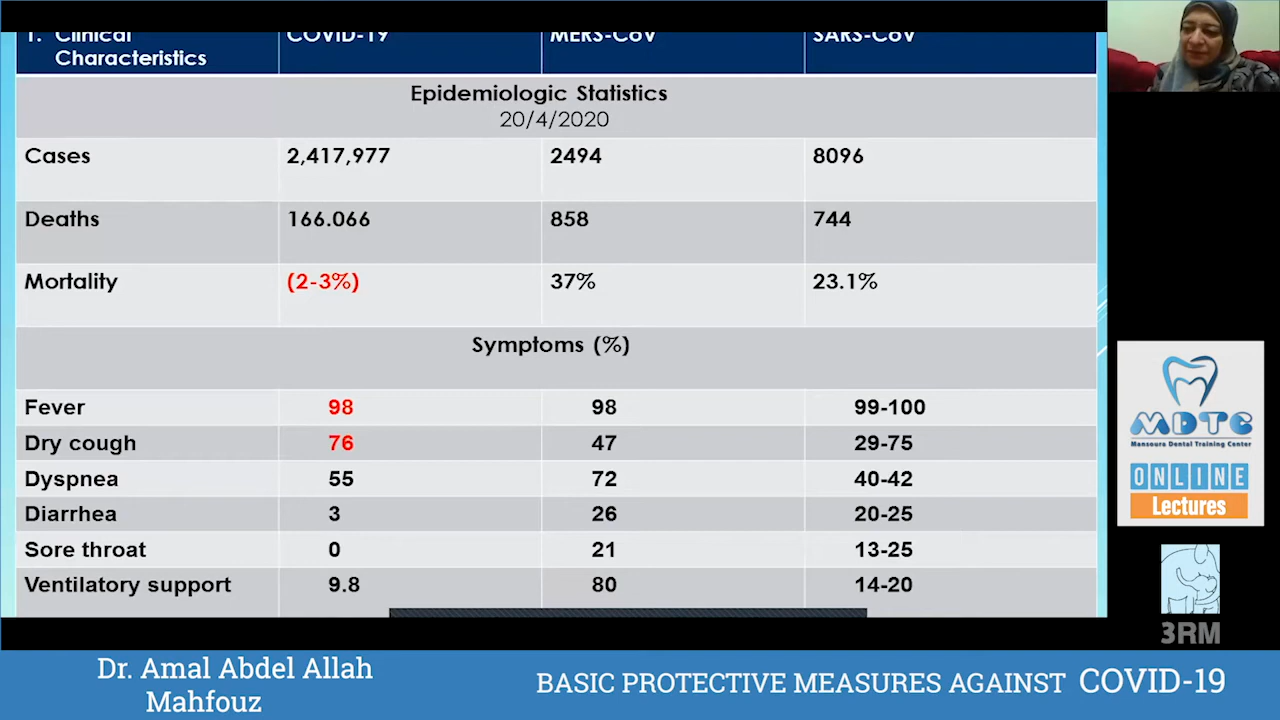 1. Clinical Characteristics COVID-19 MERS-CoV SARS-CoV
Epidemiologic Statistics
20/4/2020
Cases 2,417,977 2494 8096
Deaths 166.066 858 744
Mortality (2-3%) 37% 23.1%
Symptoms (%)
Fever 98 98 99-100
Dry cough 76 47 29-75
Dyspnea 55 72 40-42
Diarrhea 3 26 20-25
Sore throat 0 21 13-25
Ventilatory support 9.8 80 14-20
MDTC
Mansoura Dental Training Center
ONLINE
Lectures
3RM
Dr. Amal Abdel Allah
Mahfouz
BASIC PROTECTIVE MEASURES AGAINST COVID-19